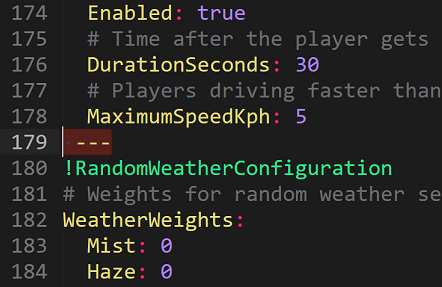 174 Enabled: true
175 # Time after the player gets
176 DurationSeconds: 30
177 # Players driving faster than
178 MaximumSpeedKph: 5
179 ---
180 !RandomWeatherConfiguration
181 # Weights for random weather se
182 WeatherWeights:
183 Mist: 0
184 Haze: 0